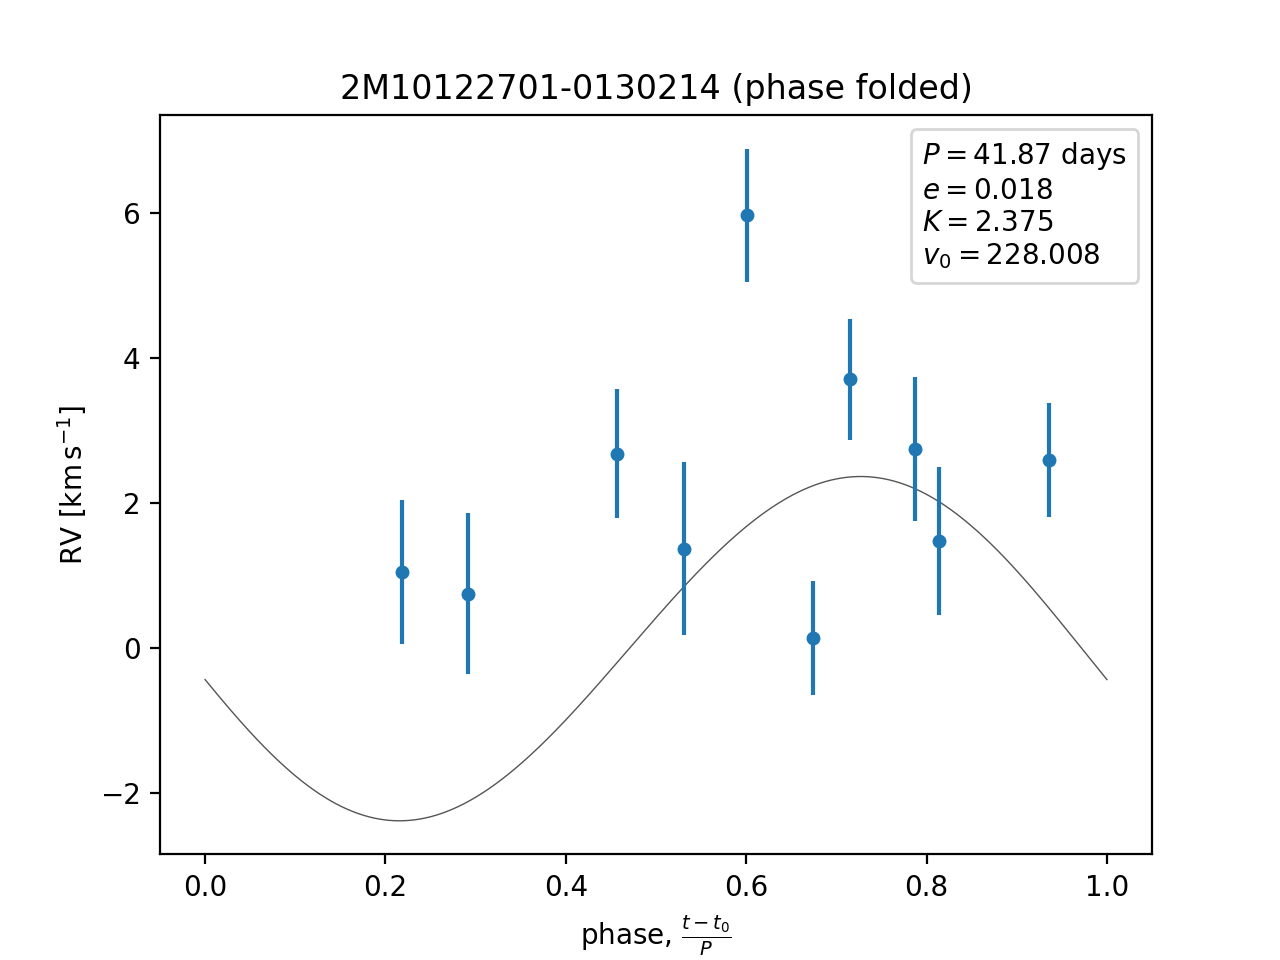 2M10122701-0130214 (phase folded)
P = 41.87 days
e = 0.018
K = 2.375
v₀ = 228.008
RV [km s⁻¹]
6
4
2
0
−2
0.0 0.2 0.4 0.6 0.8 1.0
phase, (t − t₀)/P